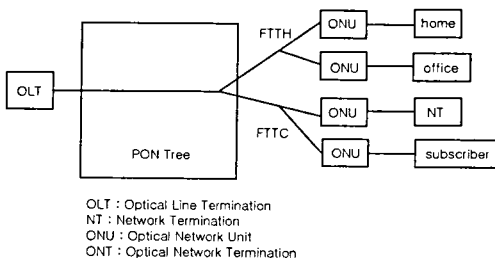 FTTH
ONU
home
ONU
office
OLT
ONU
NT
PON Tree
FTTC
ONU
subscriber
OLT : Optical Line Termination
NT : Network Termination
ONU : Optical Network Unit
ONT : Optical Network Termination